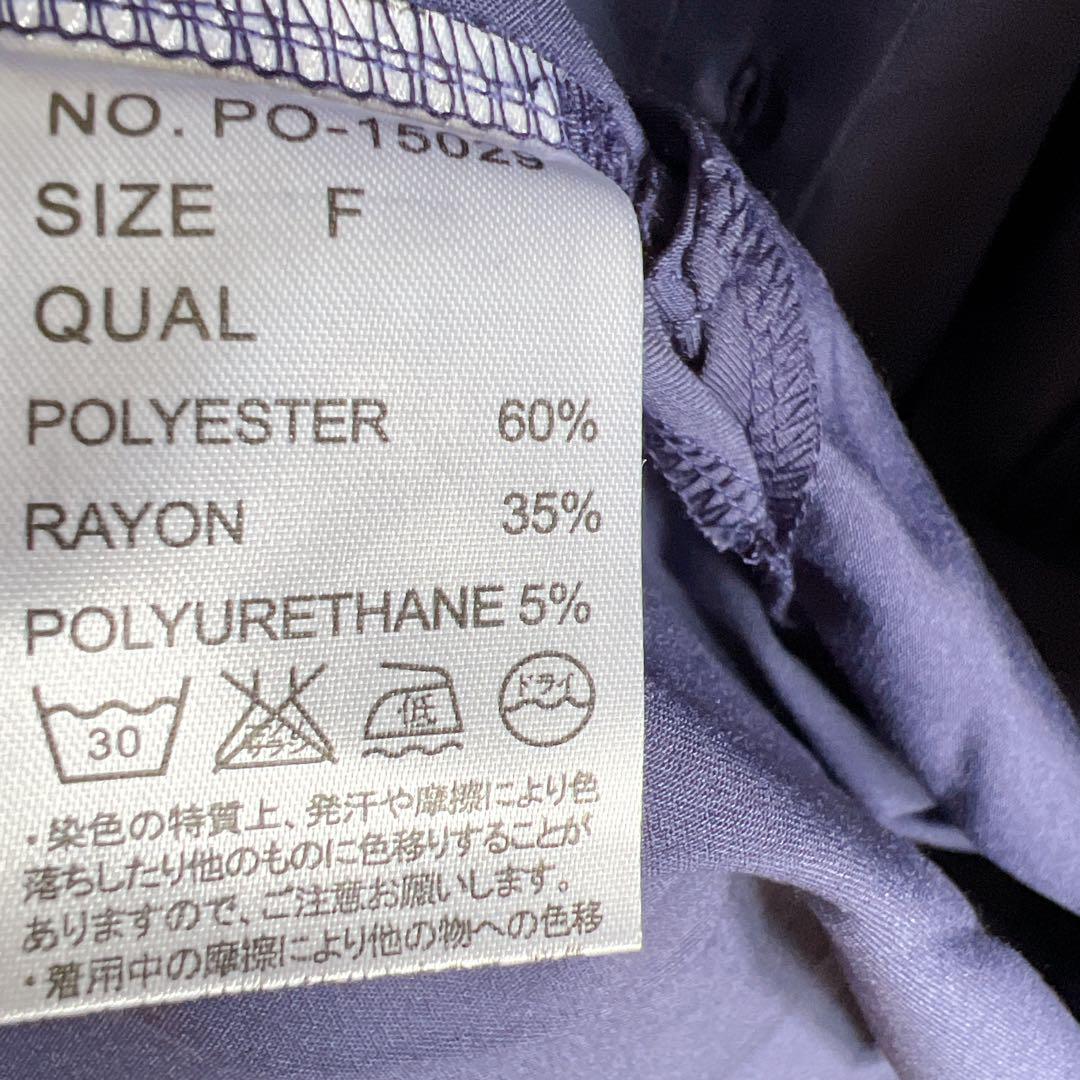 NO. PO-15029
SIZE F
QUAL
POLYESTER 60%
RAYON 35%
POLYURETHANE 5%
30 エンソ 低 ドライ
・染色の特質上、発汗や摩擦により色
落ちしたり他のものに色移りすることが
ありますので、ご注意お願いします。
・着用中の摩擦により他の物への色移